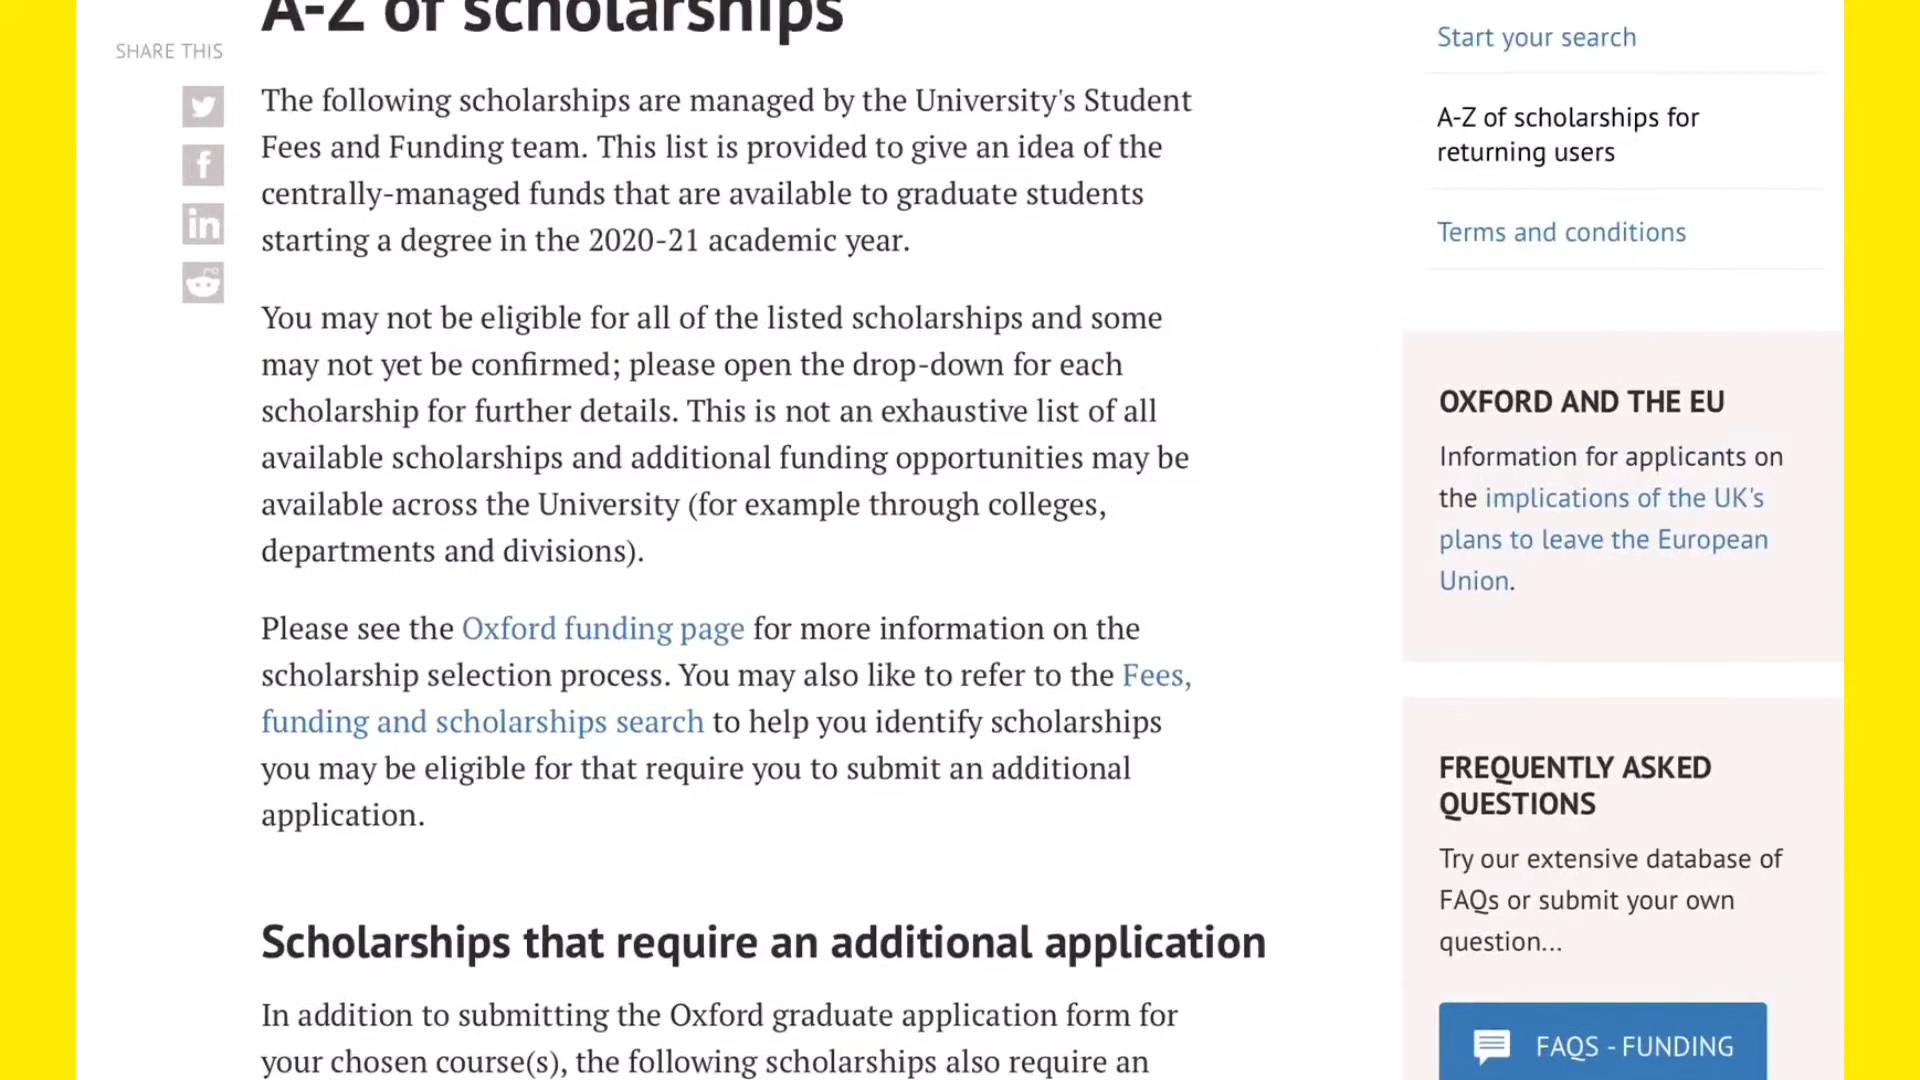 A-Z of scholarships
SHARE THIS
The following scholarships are managed by the University's Student
Fees and Funding team. This list is provided to give an idea of the
centrally-managed funds that are available to graduate students
starting a degree in the 2020-21 academic year.
You may not be eligible for all of the listed scholarships and some
may not yet be confirmed; please open the drop-down for each
scholarship for further details. This is not an exhaustive list of all
available scholarships and additional funding opportunities may be
available across the University (for example through colleges,
departments and divisions).
Please see the Oxford funding page for more information on the
scholarship selection process. You may also like to refer to the Fees,
funding and scholarships search to help you identify scholarships
you may be eligible for that require you to submit an additional
application.
Scholarships that require an additional application
In addition to submitting the Oxford graduate application form for
your chosen course(s), the following scholarships also require an
Start your search
A-Z of scholarships for
returning users
Terms and conditions
OXFORD AND THE EU
Information for applicants on
the implications of the UK's
plans to leave the European
Union.
FREQUENTLY ASKED
QUESTIONS
Try our extensive database of
FAQs or submit your own
question...
FAQS - FUNDING